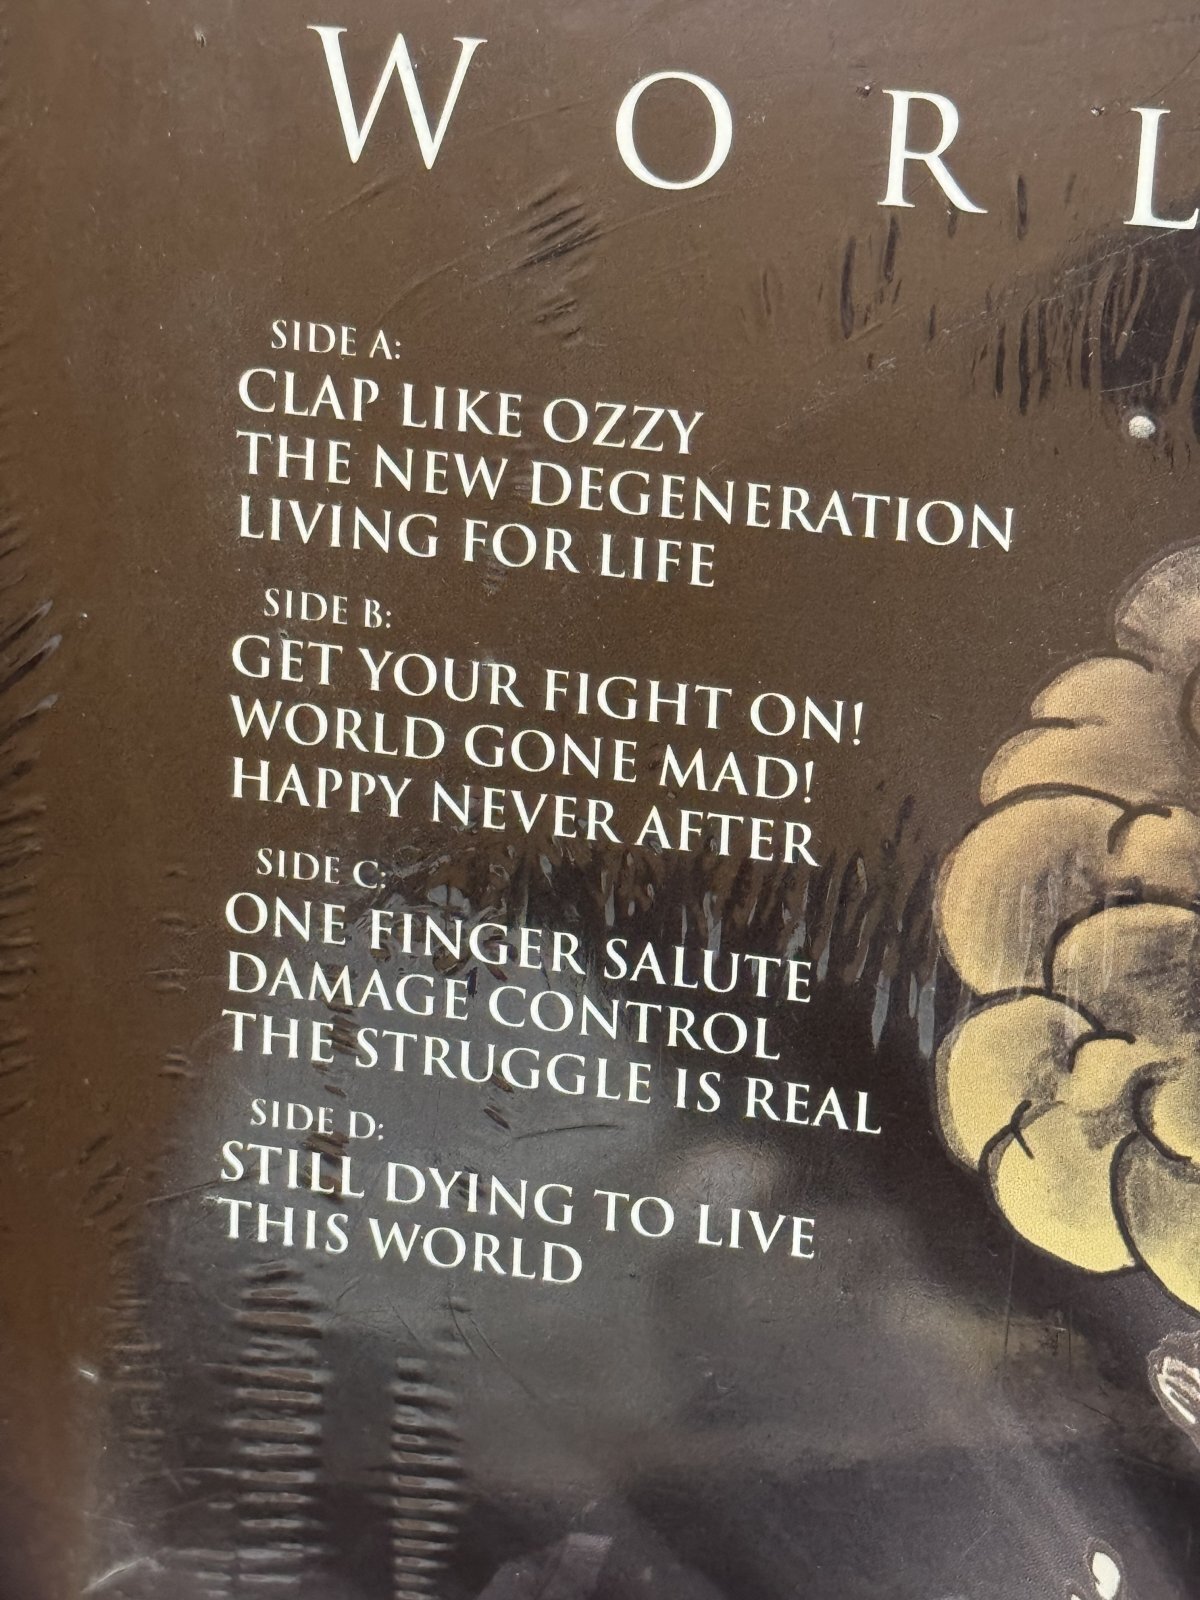 WORL
SIDE A:
CLAP LIKE OZZY
THE NEW DEGENERATION
LIVING FOR LIFE
SIDE B:
GET YOUR FIGHT ON!
WORLD GONE MAD!
HAPPY NEVER AFTER
SIDE C:
ONE FINGER SALUTE
DAMAGE CONTROL
THE STRUGGLE IS REAL
SIDE D:
STILL DYING TO LIVE
THIS WORLD